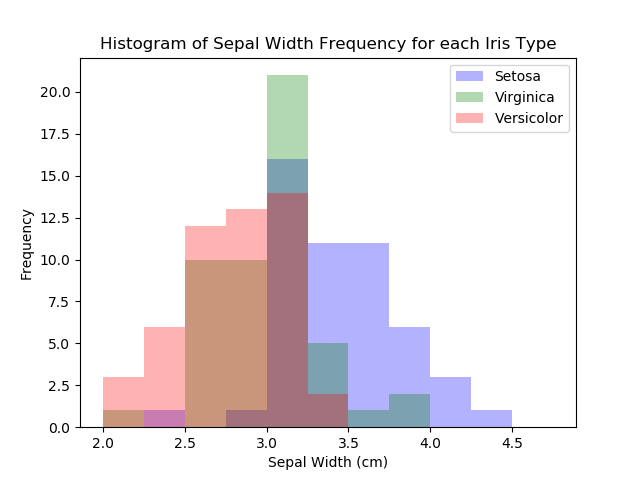 Histogram of Sepal Width Frequency for each Iris Type
Setosa
Virginica
Versicolor
20.0
17.5
15.0
12.5
10.0
7.5
5.0
2.5
0.0
Frequency
2.0 2.5 3.0 3.5 4.0 4.5
Sepal Width (cm)